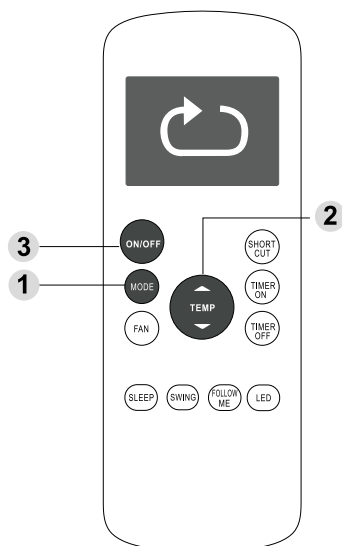 2
3
ON/OFF
SHORT
CUT
1
MODE
TEMP
TIMER
ON
FAN
TIMER
OFF
SLEEP
SWING
FOLLOW
ME
LED